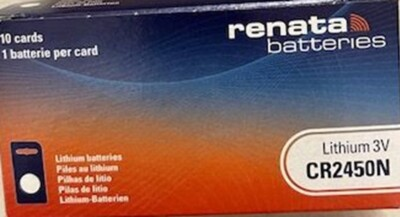 10 cards
1 batterie per card
renata
batteries
Lithium batteries
Piles au lithium
Pilhas de litio
Pilas de litio
Lithium-Batterien
Lithium 3V
CR2450N